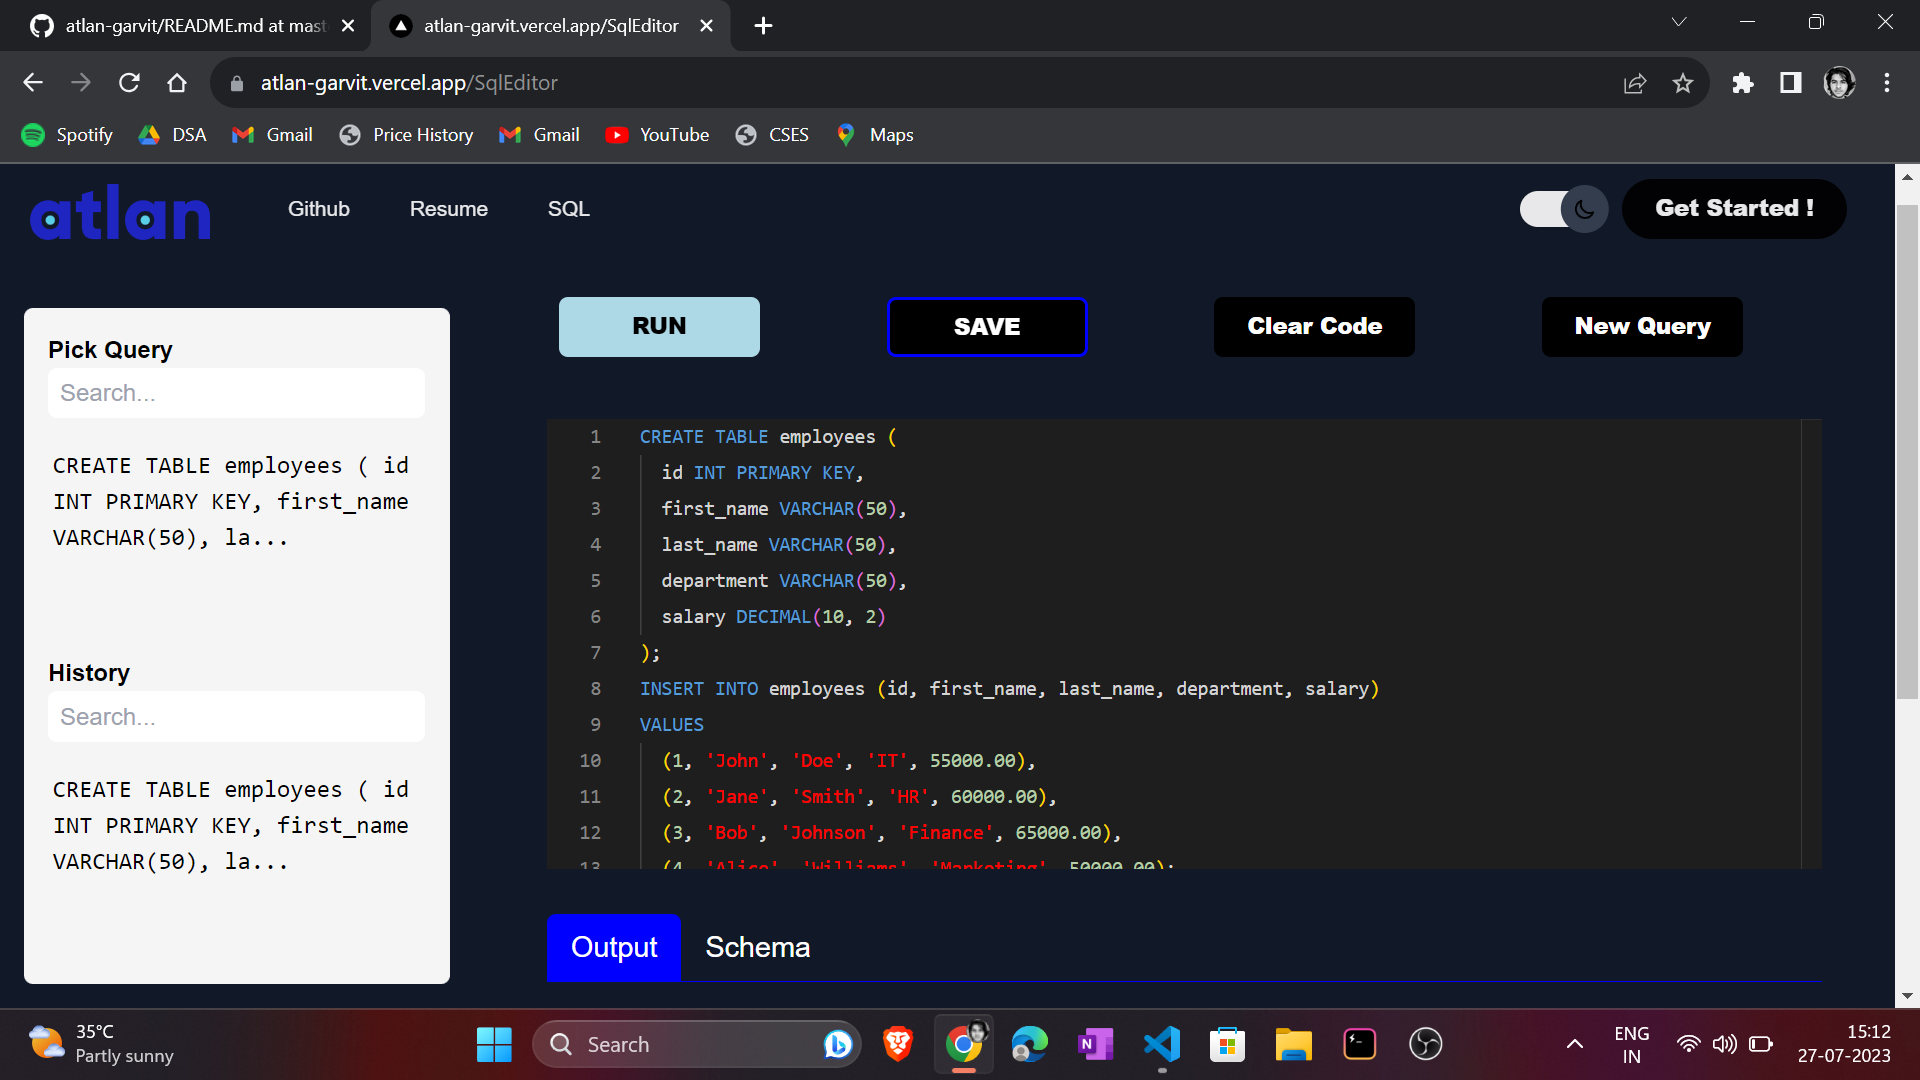 atlan-garvit/README.md at mast
atlan-garvit.vercel.app/SqlEditor
atlan-garvit.vercel.app/SqlEditor
Spotify
DSA
Gmail
Price History
Gmail
YouTube
CSES
Maps
atlan
Github
Resume
SQL
Get Started !
RUN
SAVE
Clear Code
New Query
Pick Query
Search...
CREATE TABLE employees ( id
INT PRIMARY KEY, first_name
VARCHAR(50), la...
History
Search...
CREATE TABLE employees ( id
INT PRIMARY KEY, first_name
VARCHAR(50), la...
1 CREATE TABLE employees (
2 id INT PRIMARY KEY,
3 first_name VARCHAR(50),
4 last_name VARCHAR(50),
5 department VARCHAR(50),
6 salary DECIMAL(10, 2)
7 );
8 INSERT INTO employees (id, first_name, last_name, department, salary)
9 VALUES
10 (1, 'John', 'Doe', 'IT', 55000.00),
11 (2, 'Jane', 'Smith', 'HR', 60000.00),
12 (3, 'Bob', 'Johnson', 'Finance', 65000.00),
13 (4, 'Alice', 'Williams', 'Marketing', 50000.00);
Output
Schema
35°C
Partly sunny
Search
ENG
IN
15:12
27-07-2023